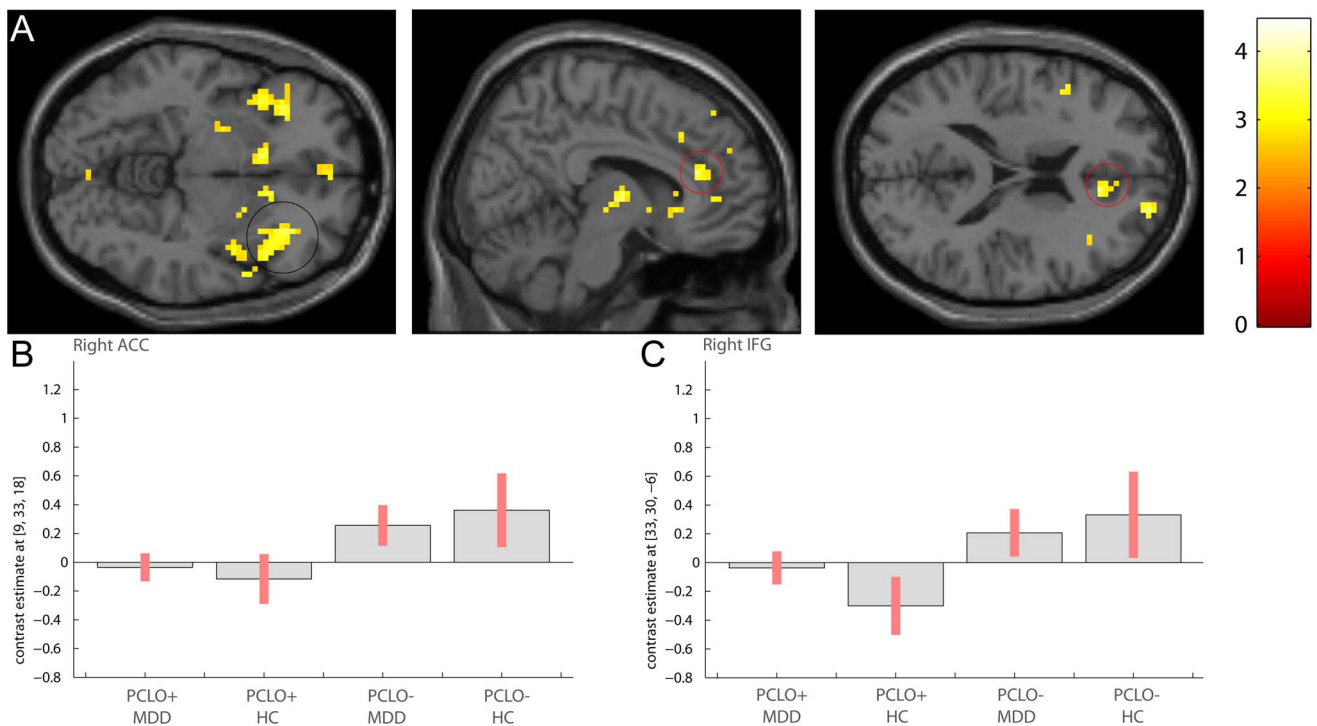 A
4
3
2
1
0
B
Right ACC
contrast estimate at [9, 33, 18]
1.2
1
0.8
0.6
0.4
0.2
0
−0.2
−0.4
−0.6
−0.8
PCLO+ MDD
PCLO+ HC
PCLO- MDD
PCLO- HC
C
Right IFG
contrast estimate at [33, 30, −6]
1.2
1
0.8
0.6
0.4
0.2
0
−0.2
−0.4
−0.6
−0.8
PCLO+ MDD
PCLO+ HC
PCLO- MDD
PCLO- HC